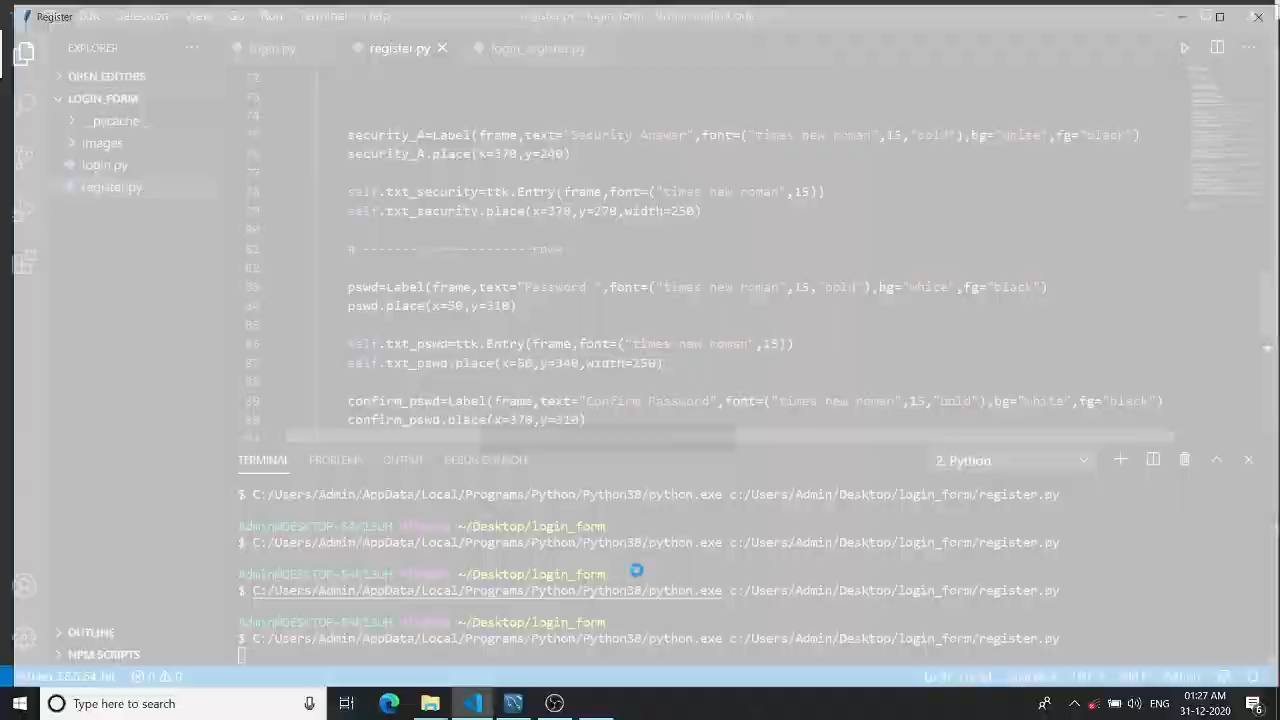 Register
EXPLORER
register.py
login_register.py
OPEN EDITORS
LOGIN_FORM
__pycache__
images
login.py
register.py
security_A=Label(frame,text="Security Answer",font=("times new roman",15,"bold"),bg="white",fg="black")
security_A.place(x=370,y=240)
self.txt_security=ttk.Entry(frame,font=("times new roman",15))
self.txt_security.place(x=370,y=270,width=250)
pswd=Label(frame,text="Password ",font=("times new roman",15,"bold"),bg="white",fg="black")
pswd.place(x=50,y=310)
self.txt_pswd=ttk.Entry(frame,font=("times new roman",15))
self.txt_pswd.place(x=50,y=340,width=250)
confirm_pswd=Label(frame,text="Confirm Password",font=("times new roman",15,"bold"),bg="white",fg="black")
confirm_pswd.place(x=370,y=310)
TERMINAL PROBLEMS OUTPUT DEBUG CONSOLE 2. Python
$ C:/Users/Admin/AppData/Local/Programs/Python/Python38/python.exe c:/Users/Admin/Desktop/login_form/register.py
~/Desktop/login_form
$ C:/Users/Admin/AppData/Local/Programs/Python/Python38/python.exe c:/Users/Admin/Desktop/login_form/register.py
~/Desktop/login_form
$ C:/Users/Admin/AppData/Local/Programs/Python/Python38/python.exe c:/Users/Admin/Desktop/login_form/register.py
~/Desktop/login_form
$ C:/Users/Admin/AppData/Local/Programs/Python/Python38/python.exe c:/Users/Admin/Desktop/login_form/register.py
OUTLINE
NPM SCRIPTS
Type here to search
ENG
01:27 AM
31-12-2020
6